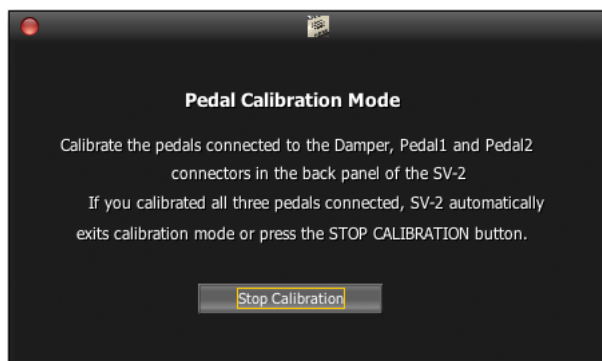 Pedal Calibration Mode
Calibrate the pedals connected to the Damper, Pedal1 and Pedal2
connectors in the back panel of the SV-2
If you calibrated all three pedals connected, SV-2 automatically
exits calibration mode or press the STOP CALIBRATION button.
Stop Calibration